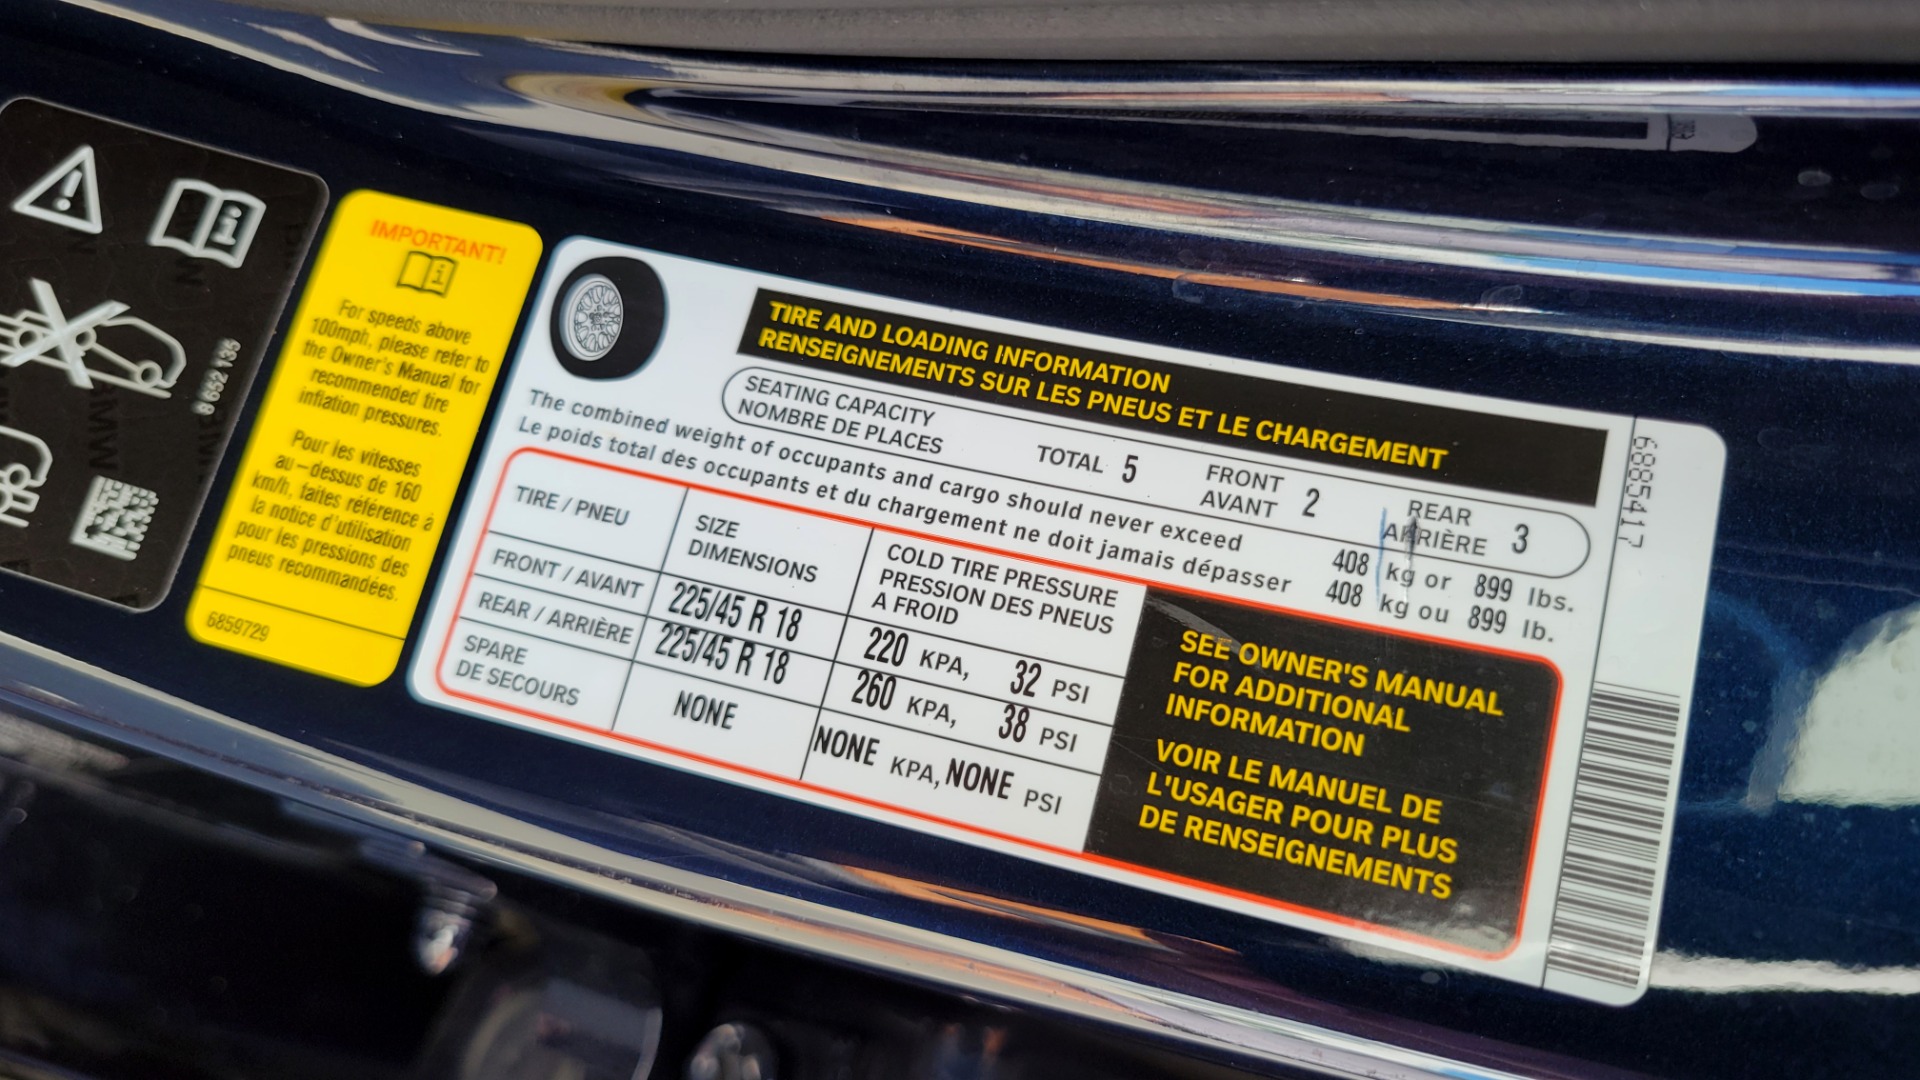 8652 135
IMPORTANT!
For speeds above
100mph, please refer to
the Owner's Manual for
recommended tire
inflation pressures.
Pour les vitesses
au-dessus de 160
km/h, faites référence à
la notice d'utilisation
pour les pressions des
pneus recommandées.
6859729
TIRE AND LOADING INFORMATION
RENSEIGNEMENTS SUR LES PNEUS ET LE CHARGEMENT
SEATING CAPACITY
NOMBRE DE PLACES
TOTAL 5
FRONT
AVANT 2
REAR
ARRIÈRE 3
The combined weight of occupants and cargo should never exceed 408 kg or 899 lbs.
Le poids total des occupants et du chargement ne doit jamais dépasser 408 kg ou 899 lb.
TIRE / PNEU
SIZE
DIMENSIONS
COLD TIRE PRESSURE
PRESSION DES PNEUS
A FROID
FRONT / AVANT 225/45 R 18 220 KPA, 32 PSI
REAR / ARRIÈRE 225/45 R 18 260 KPA, 38 PSI
SPARE
DE SECOURS NONE NONE KPA, NONE PSI
SEE OWNER'S MANUAL
FOR ADDITIONAL
INFORMATION
VOIR LE MANUEL DE
L'USAGER POUR PLUS
DE RENSEIGNEMENTS
6885417